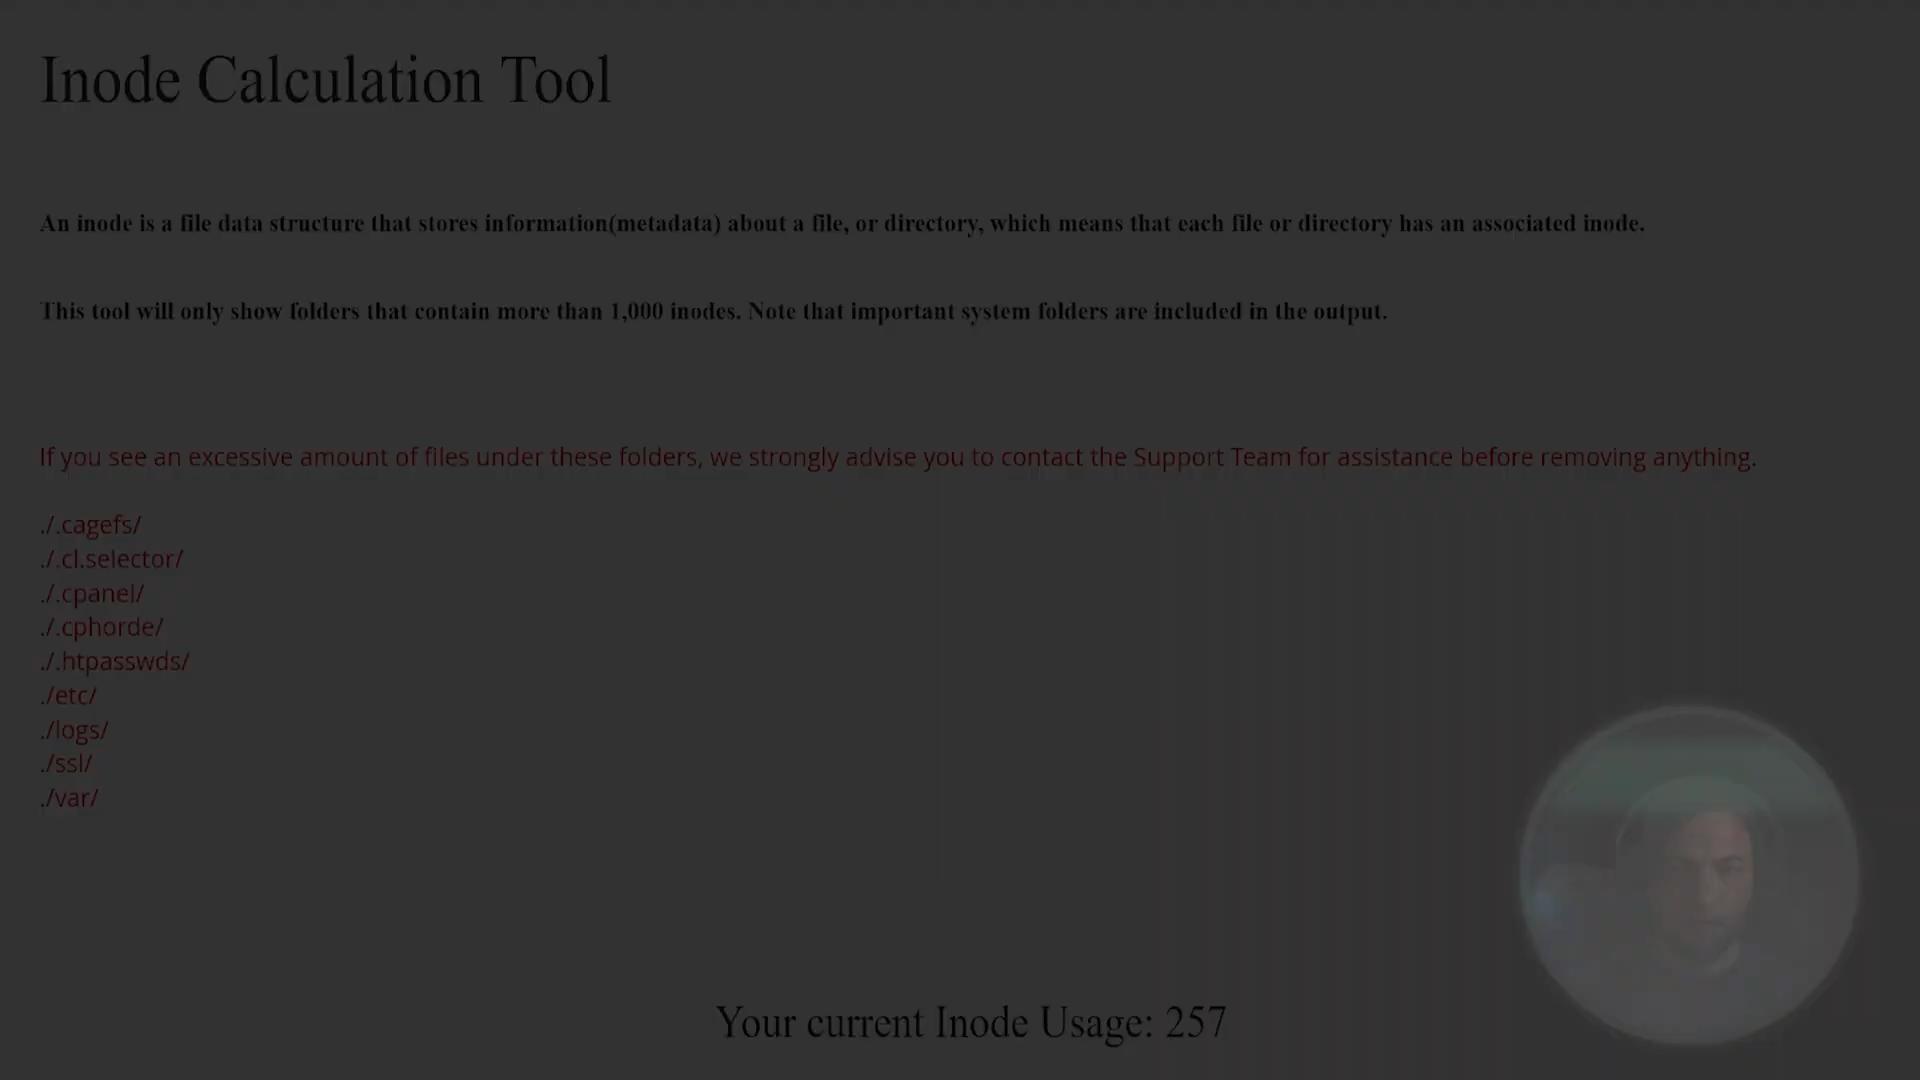 Inode Calculation Tool
An inode is a file data structure that stores information(metadata) about a file, or directory, which means that each file or directory has an associated inode.
This tool will only show folders that contain more than 1,000 inodes. Note that important system folders are included in the output.
If you see an excessive amount of files under these folders, we strongly advise you to contact the Support Team for assistance before removing anything.
./.cagefs/
./.cl.selector/
./.cpanel/
./.cphorde/
./.htpasswds/
./etc/
./logs/
./ssl/
./var/
Your current Inode Usage: 257